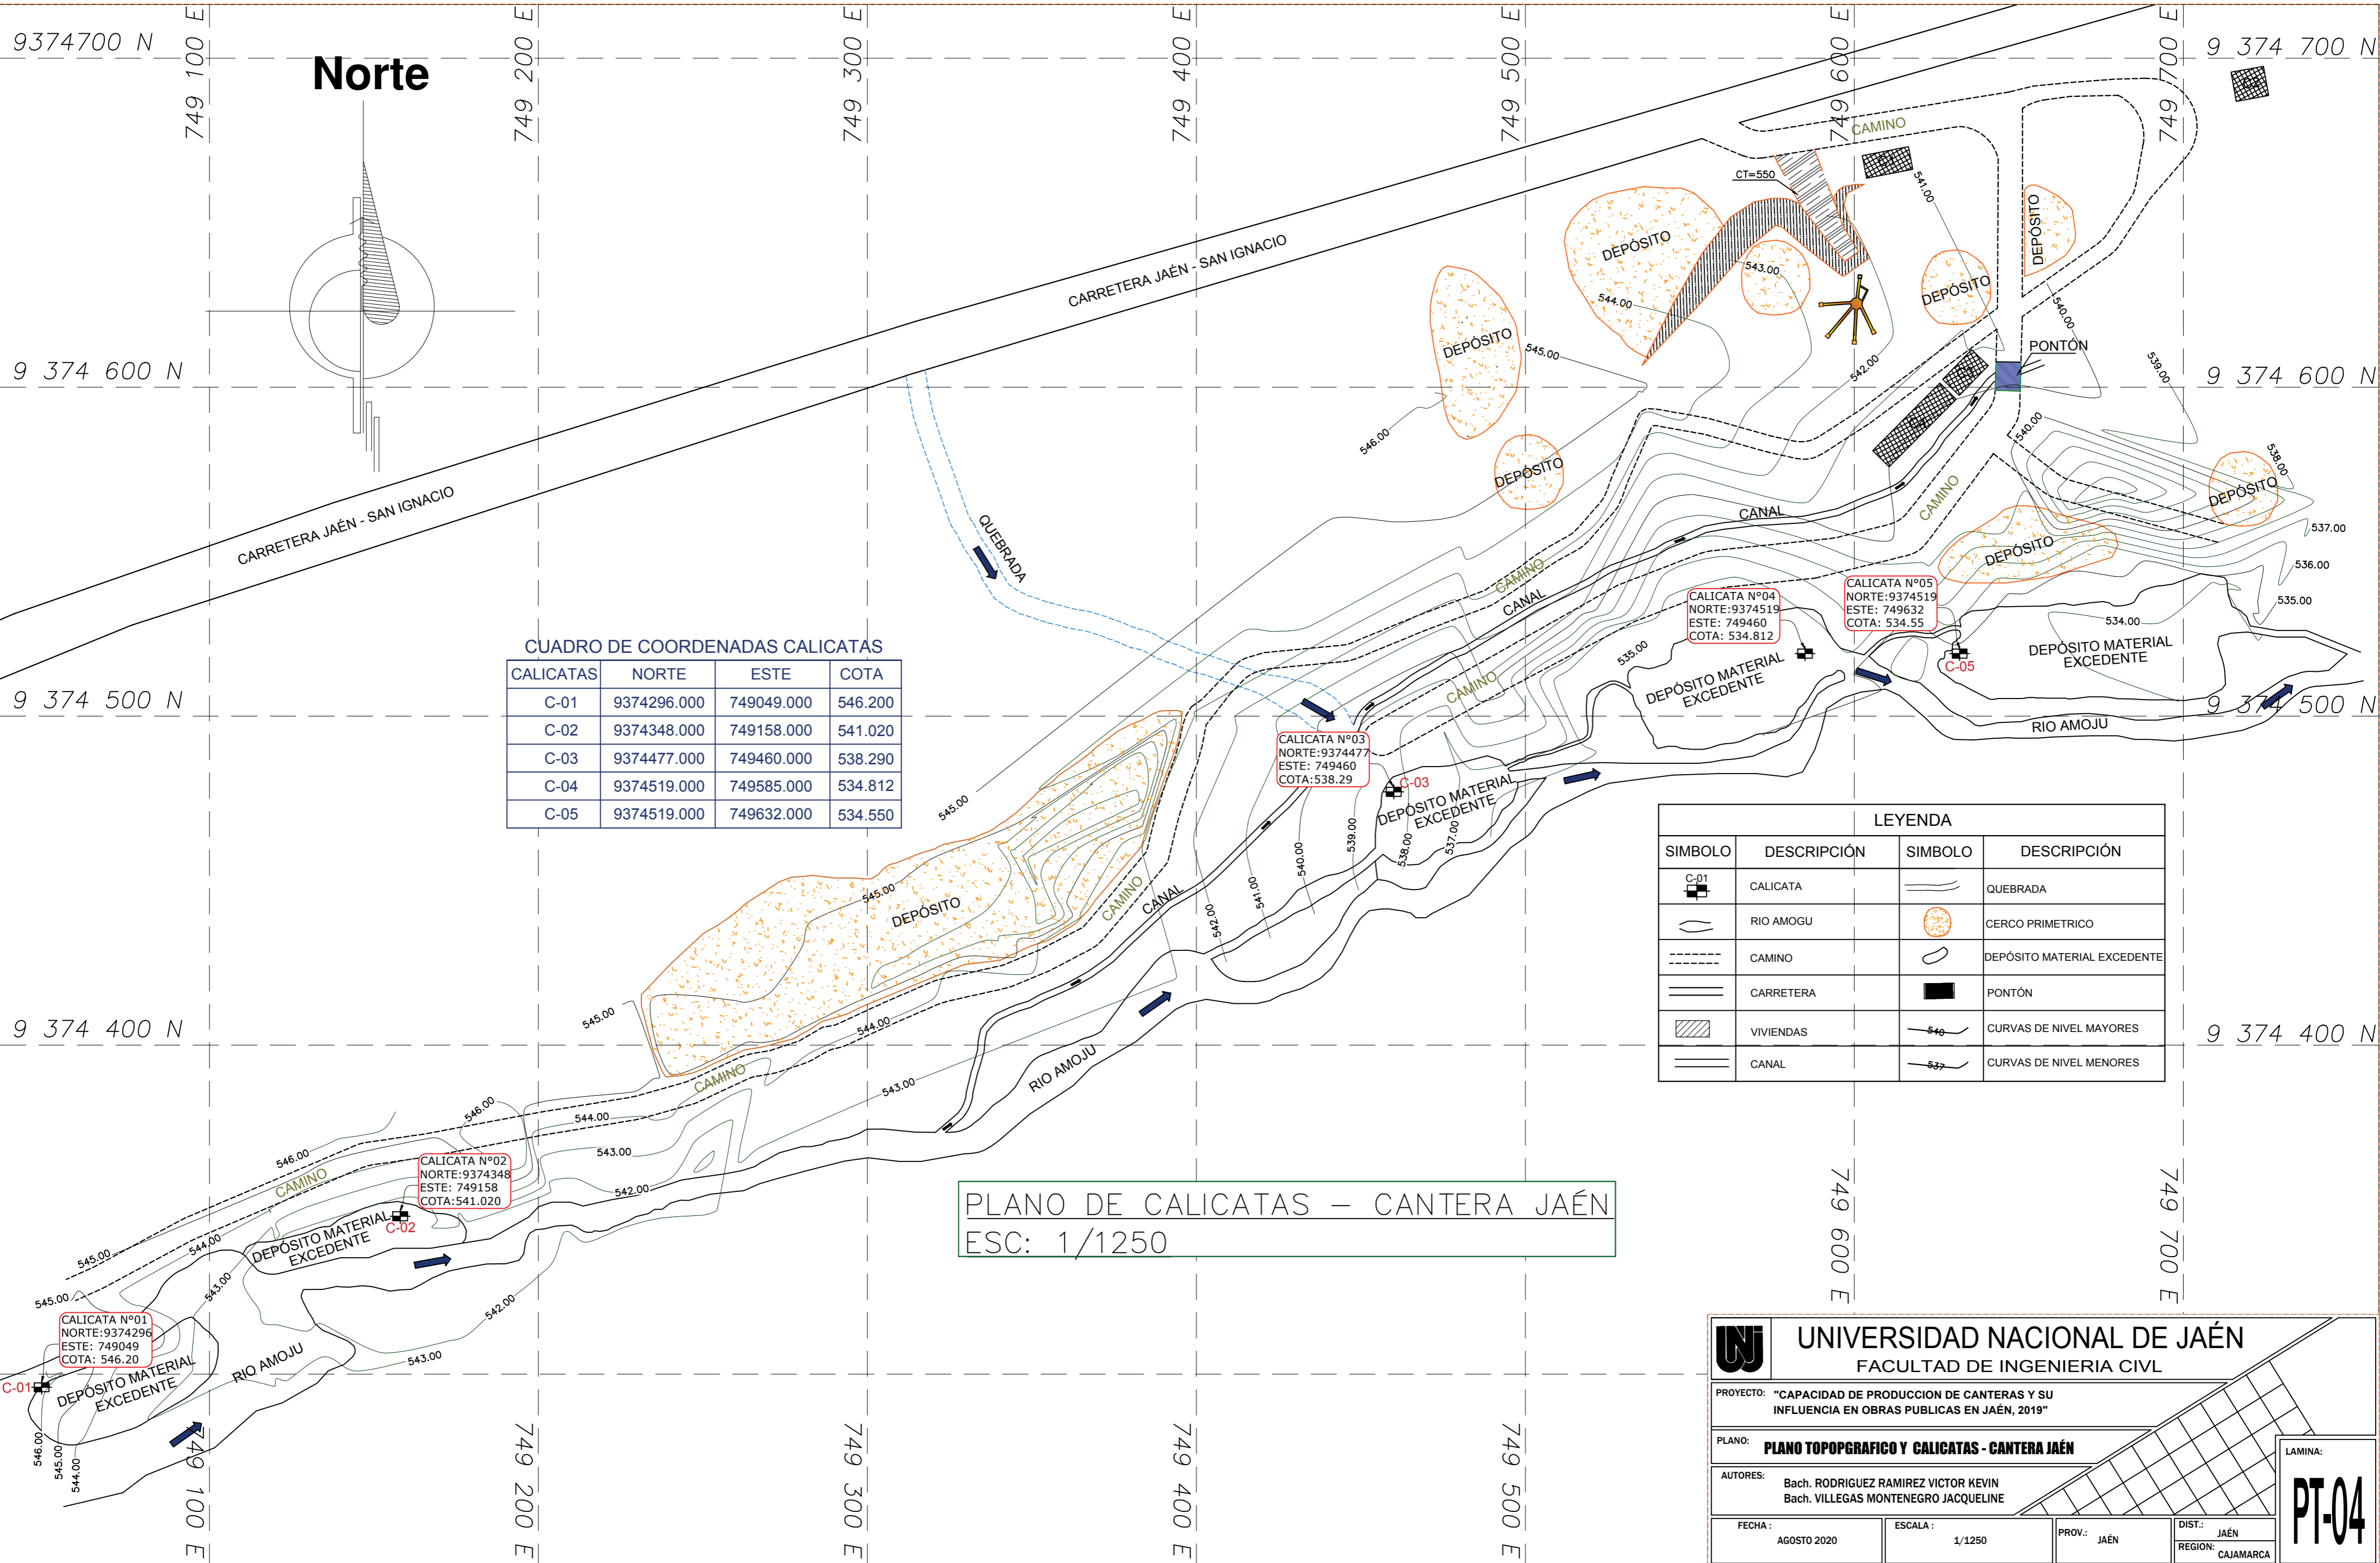 9374700 N
749 100 E
749 200 E
749 300 E
749 400 E
749 500 E
749 600 E
749 700 E
9 374 700 N
Norte
CAMINO
CT=550
541.00
DEPÓSITO
DEPÓSITO
543.00
544.00
DEPÓSITO
540.00
CARRETERA JAÉN - SAN IGNACIO
DEPÓSITO
545.00
542.00
PONTÓN
539.00
9 374 600 N
9 374 600 N
546.00
540.00
DEPÓSITO
538.00
DEPÓSITO
537.00
CARRETERA JAÉN - SAN IGNACIO
QUEBRADA
CANAL
CAMINO
DEPÓSITO
536.00
535.00
534.00
CAMINO
CANAL
CALICATA N°04
NORTE:9374519
ESTE: 749460
COTA: 534.812
CALICATA N°05
NORTE:9374519
ESTE: 749632
COTA: 534.55
C-05
DEPÓSITO MATERIAL
EXCEDENTE
535.00
DEPÓSITO MATERIAL
EXCEDENTE
CAMINO
RIO AMOJU
9 374 500 N
9 374 500 N
CUADRO DE COORDENADAS CALICATAS
CALICATAS NORTE ESTE COTA
C-01 9374296.000 749049.000 546.200
C-02 9374348.000 749158.000 541.020
C-03 9374477.000 749460.000 538.290
C-04 9374519.000 749585.000 534.812
C-05 9374519.000 749632.000 534.550
CALICATA N°03
NORTE:9374477
ESTE: 749460
COTA:538.29
C-03
DEPÓSITO MATERIAL
EXCEDENTE
545.00
545.00
DEPÓSITO
CAMINO
CANAL
542.00
541.00
540.00
539.00
538.00
537.00
LEYENDA
SIMBOLO DESCRIPCIÓN SIMBOLO DESCRIPCIÓN
C-01 CALICATA QUEBRADA
RIO AMOGU CERCO PRIMETRICO
CAMINO DEPÓSITO MATERIAL EXCEDENTE
CARRETERA PONTÓN
VIVIENDAS 540 CURVAS DE NIVEL MAYORES
CANAL 537 CURVAS DE NIVEL MENORES
9 374 400 N
9 374 400 N
545.00
544.00
CAMINO
543.00
RIO AMOJU
546.00
544.00
543.00
542.00
546.00
CAMINO
CALICATA N°02
NORTE:9374348
ESTE: 749158
COTA:541.020
C-02
DEPÓSITO MATERIAL
EXCEDENTE
545.00
544.00
543.00
545.00
542.00
543.00
CALICATA N°01
NORTE:9374296
ESTE: 749049
COTA: 546.20
C-01
DEPÓSITO MATERIAL
EXCEDENTE
RIO AMOJU
546.00
545.00
544.00
PLANO DE CALICATAS – CANTERA JAÉN
ESC: 1/1250
749 600 E
749 700 E
749 100 E
749 200 E
749 300 E
749 400 E
749 500 E
UNJ
UNIVERSIDAD NACIONAL DE JAÉN
FACULTAD DE INGENIERIA CIVL
PROYECTO: "CAPACIDAD DE PRODUCCION DE CANTERAS Y SU
INFLUENCIA EN OBRAS PUBLICAS EN JAÉN, 2019"
PLANO: PLANO TOPOPGRAFICO Y CALICATAS - CANTERA JAÉN
AUTORES: Bach. RODRIGUEZ RAMIREZ VICTOR KEVIN
Bach. VILLEGAS MONTENEGRO JACQUELINE
LAMINA:
PT-04
FECHA : AGOSTO 2020
ESCALA : 1/1250
PROV.: JAÉN
DIST.: JAÉN
REGION: CAJAMARCA